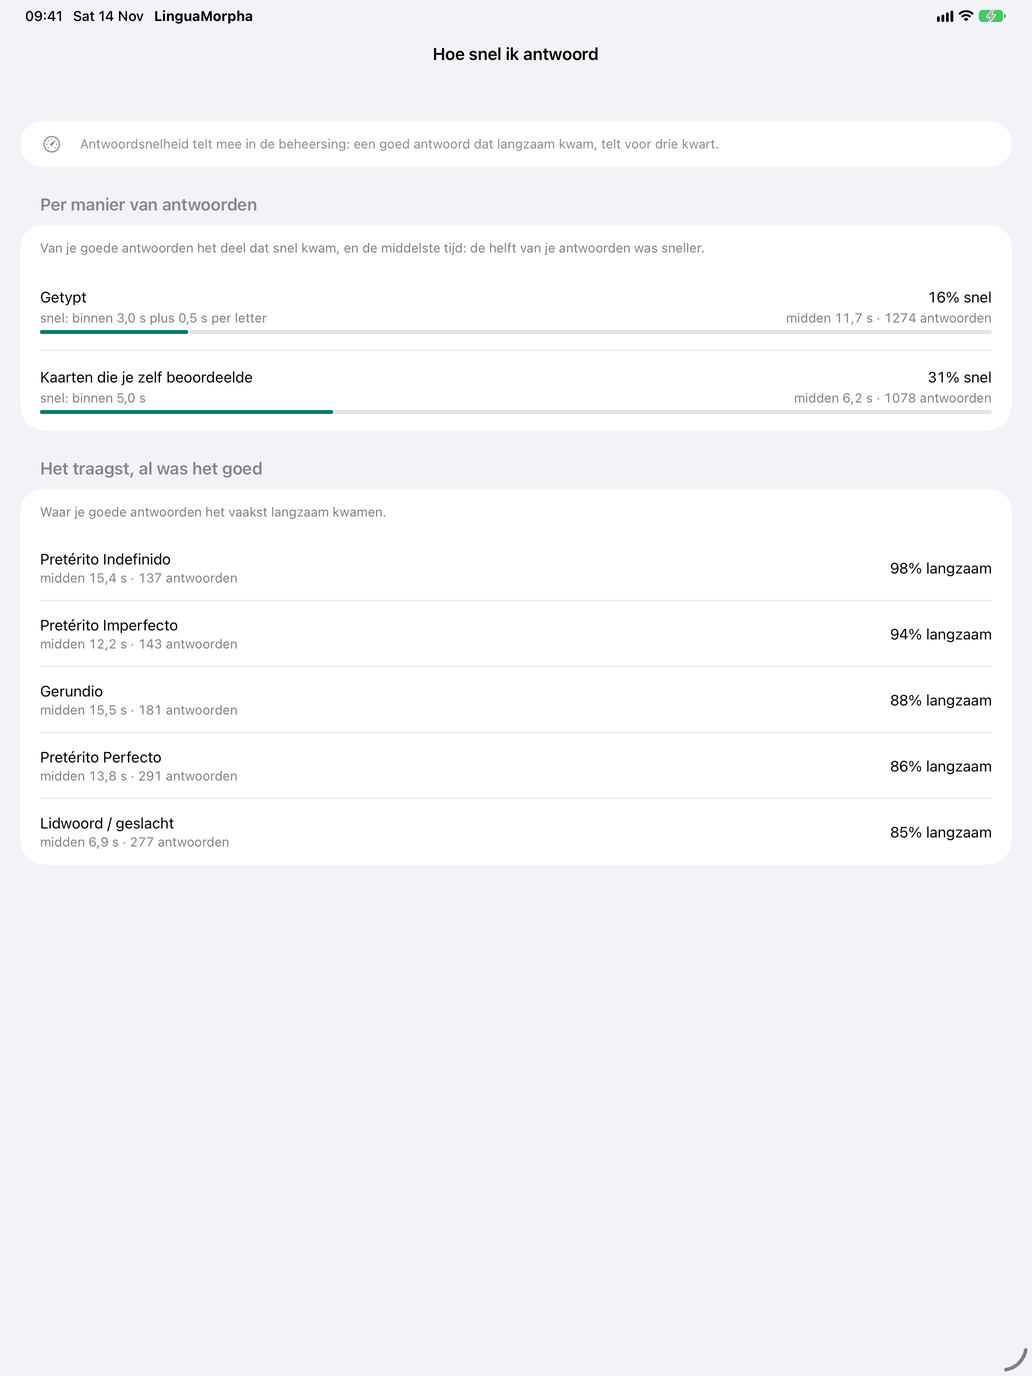 09:41 Sat 14 Nov LinguaMorpha
Hoe snel ik antwoord
Antwoordsnelheid telt mee in de beheersing: een goed antwoord dat langzaam kwam, telt voor drie kwart.
Per manier van antwoorden
Van je goede antwoorden het deel dat snel kwam, en de middelste tijd: de helft van je antwoorden was sneller.
Getypt 16% snel
snel: binnen 3,0 s plus 0,5 s per letter midden 11,7 s · 1274 antwoorden
Kaarten die je zelf beoordeelde 31% snel
snel: binnen 5,0 s midden 6,2 s · 1078 antwoorden
Het traagst, al was het goed
Waar je goede antwoorden het vaakst langzaam kwamen.
Pretérito Indefinido
midden 15,4 s · 137 antwoorden
98% langzaam
Pretérito Imperfecto
midden 12,2 s · 143 antwoorden
94% langzaam
Gerundio
midden 15,5 s · 181 antwoorden
88% langzaam
Pretérito Perfecto
midden 13,8 s · 291 antwoorden
86% langzaam
Lidwoord / geslacht
midden 6,9 s · 277 antwoorden
85% langzaam